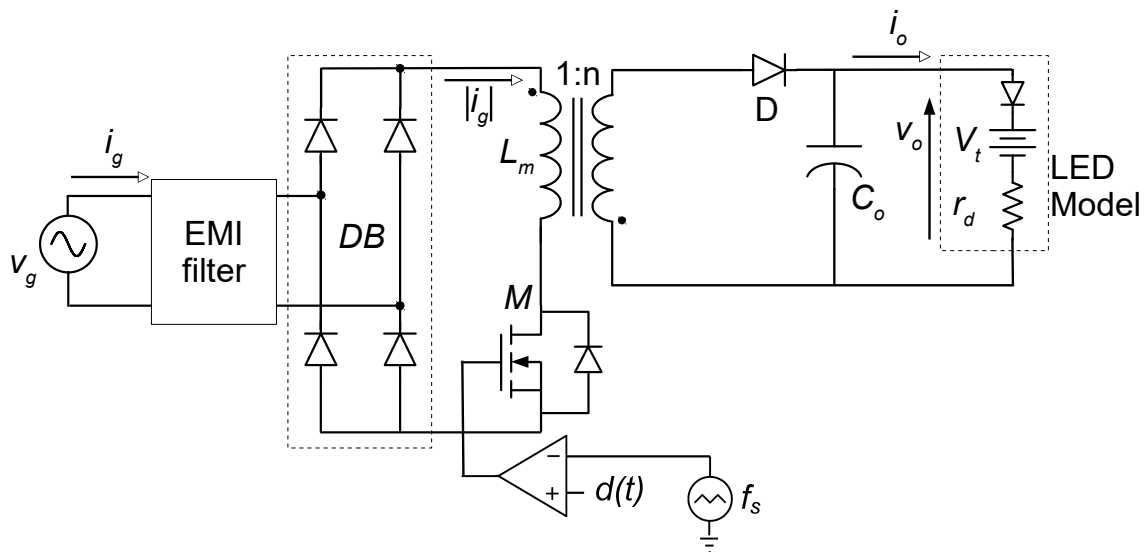 i_g
v_g
EMI
filter
DB
|i_g|
1:n
L_m
M
D
i_o
v_o
C_o
V_t
r_d
LED
Model
−
+
d(t)
f_s